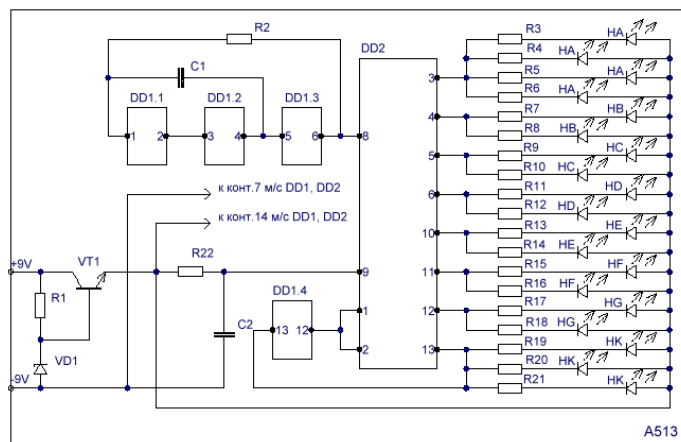 R2
C1
DD1.1
DD1.2
DD1.3
1
2
3
4
5
6
DD2
8
9
1
2
3
4
5
6
10
11
12
13
к конт.7 м/с DD1, DD2
к конт.14 м/с DD1, DD2
+9V
VT1
R1
VD1
-9V
R22
C2
DD1.4
13
12
R3
HA
R4
HA
R5
HA
R6
HA
R7
HB
R8
HB
R9
HC
R10
HC
R11
HD
R12
HD
R13
HE
R14
HE
R15
HF
R16
HF
R17
HG
R18
HG
R19
HK
R20
HK
R21
HK
A513